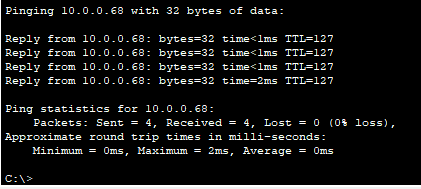 Pinging 10.0.0.68 with 32 bytes of data:
Reply from 10.0.0.68: bytes=32 time<1ms TTL=127
Reply from 10.0.0.68: bytes=32 time<1ms TTL=127
Reply from 10.0.0.68: bytes=32 time<1ms TTL=127
Reply from 10.0.0.68: bytes=32 time=2ms TTL=127
Ping statistics for 10.0.0.68:
Packets: Sent = 4, Received = 4, Lost = 0 (0% loss),
Approximate round trip times in milli-seconds:
Minimum = 0ms, Maximum = 2ms, Average = 0ms
C:\>